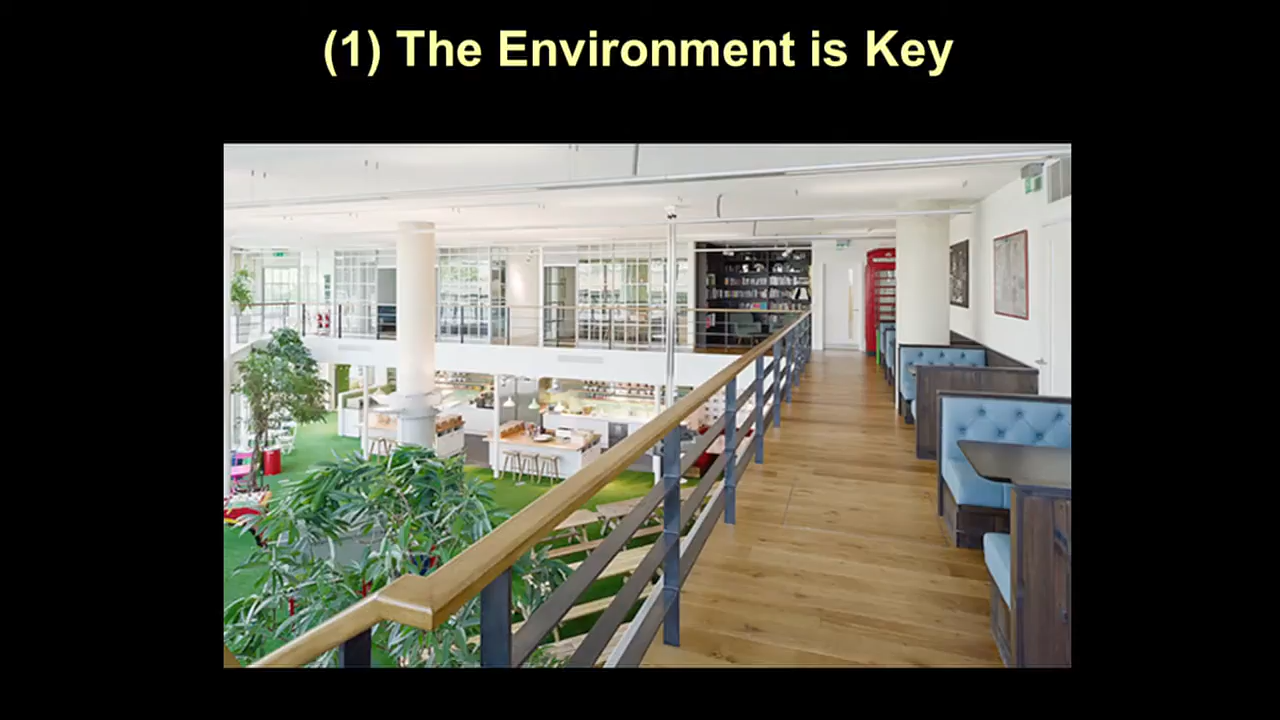 (1) The Environment is Key